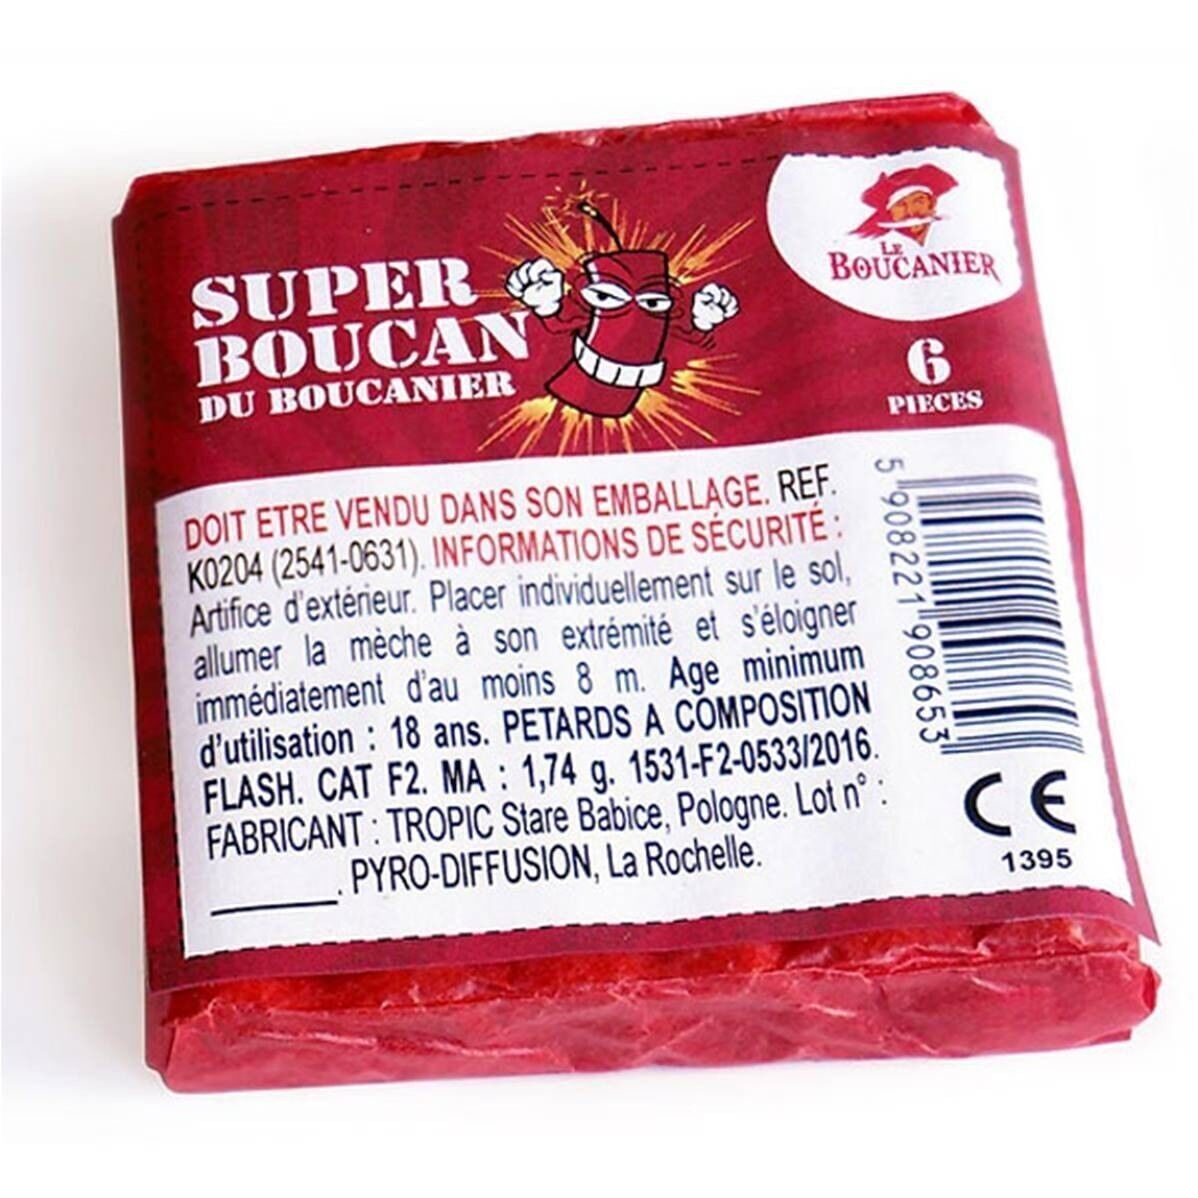 SUPER
BOUCAN
DU BOUCANIER
LE
BOUCANIER
6
PIECES
DOIT ETRE VENDU DANS SON EMBALLAGE. REF.
K0204 (2541-0631). INFORMATIONS DE SÉCURITÉ :
Artifice d'extérieur. Placer individuellement sur le sol,
allumer la mèche à son extrémité et s'éloigner
immédiatement d'au moins 8 m. Age minimum
d'utilisation : 18 ans. PETARDS A COMPOSITION
FLASH. CAT F2. MA : 1,74 g. 1531-F2-0533/2016.
FABRICANT : TROPIC Stare Babice, Pologne. Lot n° :
________. PYRO-DIFFUSION, La Rochelle.
5 908221 908653
CE
1395